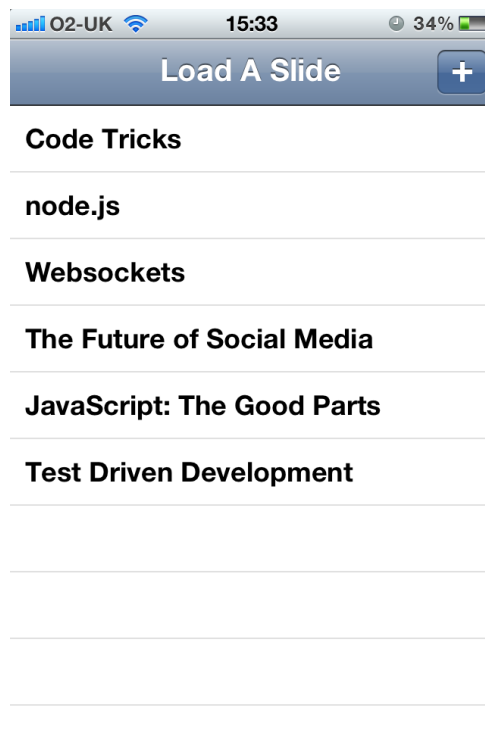 O2-UK 15:33 34%
Load A Slide +
Code Tricks
node.js
Websockets
The Future of Social Media
JavaScript: The Good Parts
Test Driven Development